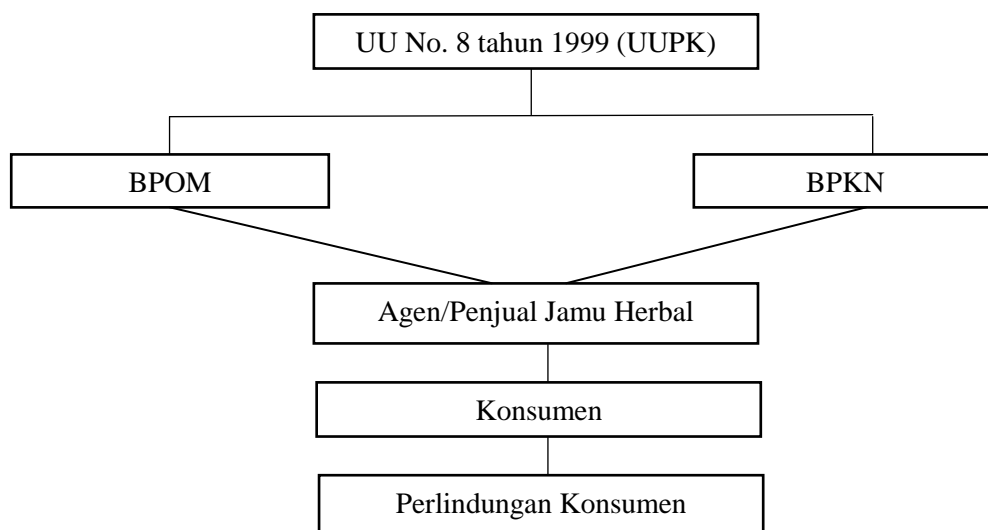 UU No. 8 tahun 1999 (UUPK)
BPOM
BPKN
Agen/Penjual Jamu Herbal
Konsumen
Perlindungan Konsumen